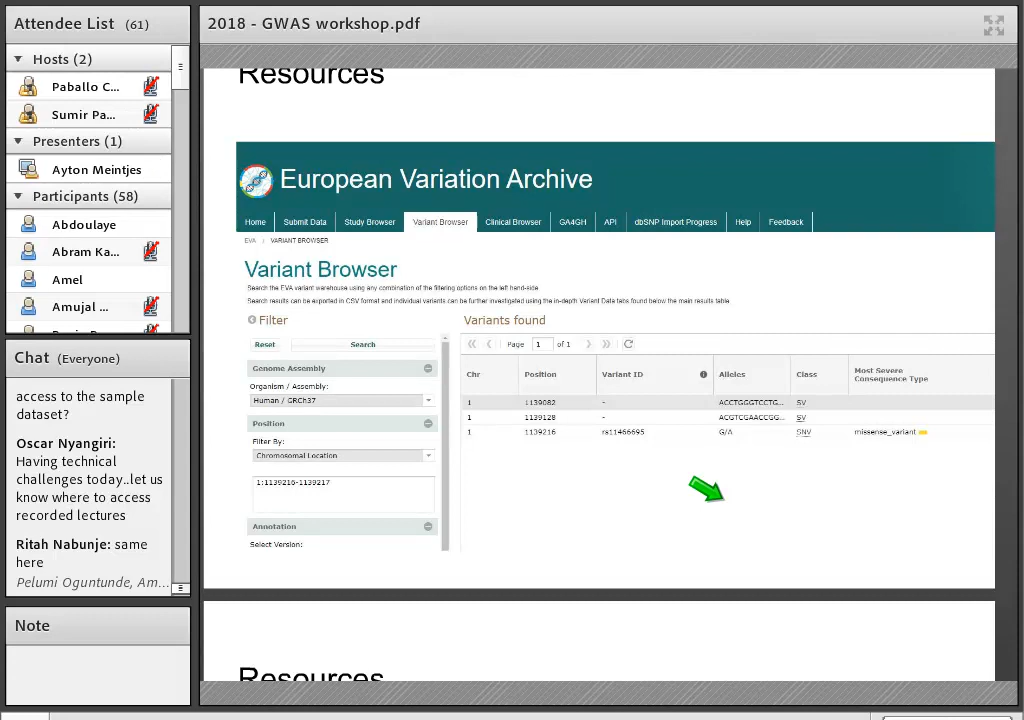 Attendee List (61)
Hosts (2)
Paballo C...
Sumir Pa...
Presenters (1)
Ayton Meintjes
Participants (58)
Abdoulaye
Abram Ka...
Amel
Amujal ...
Chat (Everyone)
access to the sample
dataset?
Oscar Nyangiri:
Having technical
challenges today..let us
know where to access
recorded lectures
Ritah Nabunje: same
here
Pelumi Oguntunde, Am...
Note
2018 - GWAS workshop.pdf
Resources
European Variation Archive
Home Submit Data Study Browser Variant Browser Clinical Browser GA4GH API dbSNP Import Progress Help Feedback
EVA | VARIANT BROWSER
Variant Browser
Search the EVA variant warehouse using any combination of the filtering options on the left hand-side
Search results can be exported in CSV format and individual variants can be further investigated using the in-depth Variant Data tabs found below the main results table
Filter
Reset Search
Genome Assembly
Organism / Assembly:
Human / GRCh37
Position
Filter By:
Chromosomal Location
1:1139216-1139217
Annotation
Select Version:
Variants found
Page 1 of 1
Chr Position Variant ID Alleles Class Most Severe
Consequence Type
1 1139082 - ACCTGGGTCCTG... SV
1 1139128 - ACGTCGAACCGG... SV
1 1139216 rs11466695 G/A SNV missense_variant
Resources